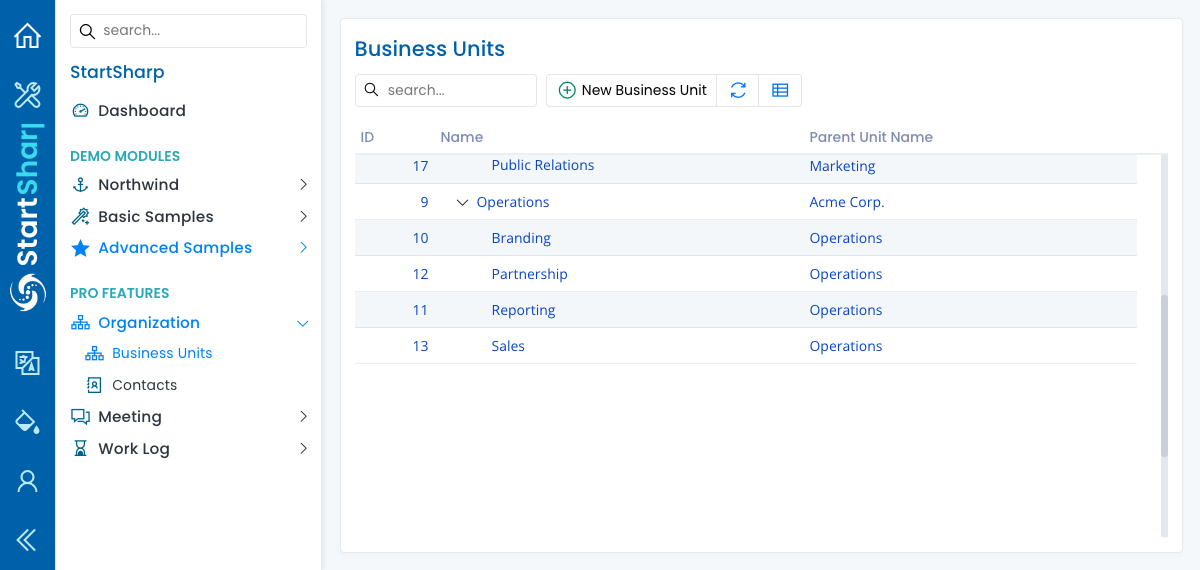 StartSharp
search...
StartSharp
Dashboard
DEMO MODULES
Northwind
Basic Samples
Advanced Samples
PRO FEATURES
Organization
Business Units
Contacts
Meeting
Work Log
Business Units
search...
New Business Unit
ID Name Parent Unit Name
17 Public Relations Marketing
9 Operations Acme Corp.
10 Branding Operations
12 Partnership Operations
11 Reporting Operations
13 Sales Operations